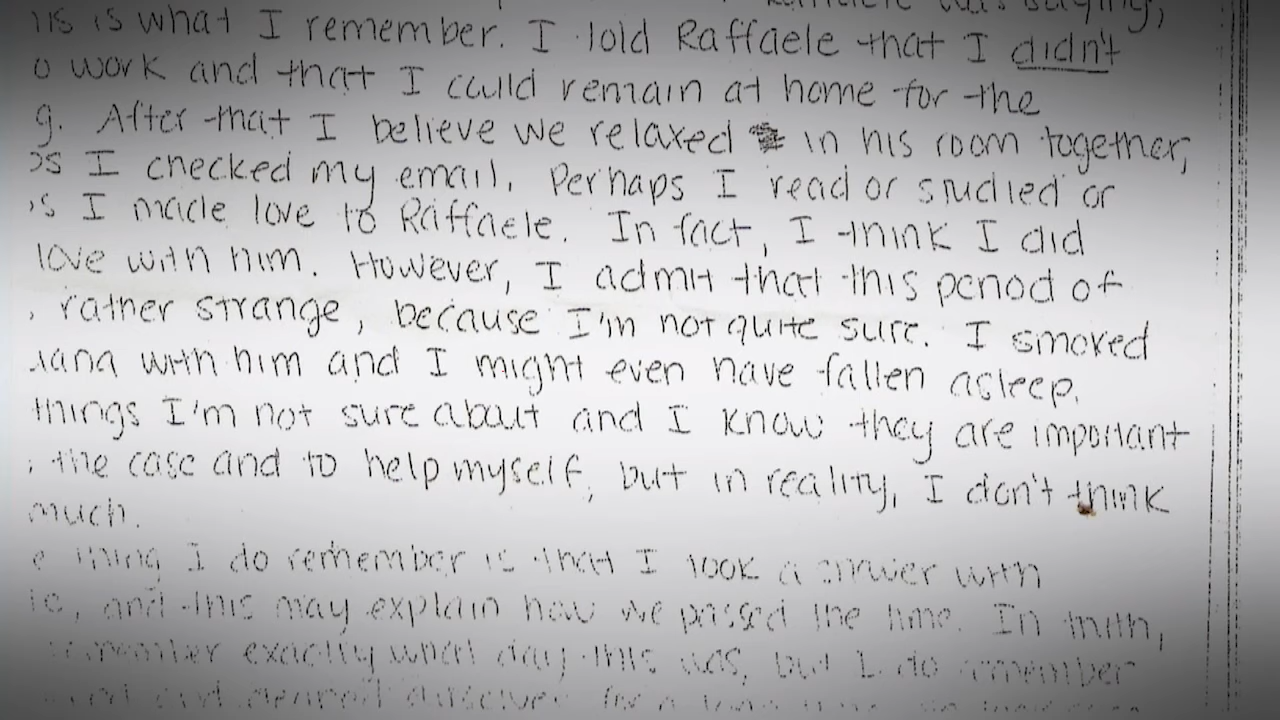 is what I remember. I told Raffaele that I didn't
work and that I could remain at home for the
g. After that I believe we relaxed in his room together,
I checked my email. Perhaps I read or studied or
I made love to Raffaele. In fact, I think I did
love with him. However, I admit that this period of
, rather strange, because I'm not quite sure. I smoked
with him and I might even have fallen asleep.
things I'm not sure about and I know they are important
the case and to help myself, but in reality, I don't think
much.
thing I do remember is that I took a shower with
and this may explain how we passed the time. In truth,
exactly what day this was, but I do remember